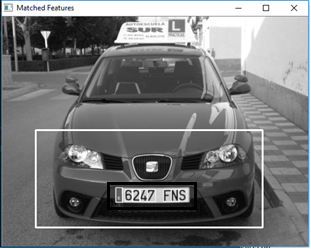 Matched Features
AUTOESCUELA
SUR
L
6247 FNS